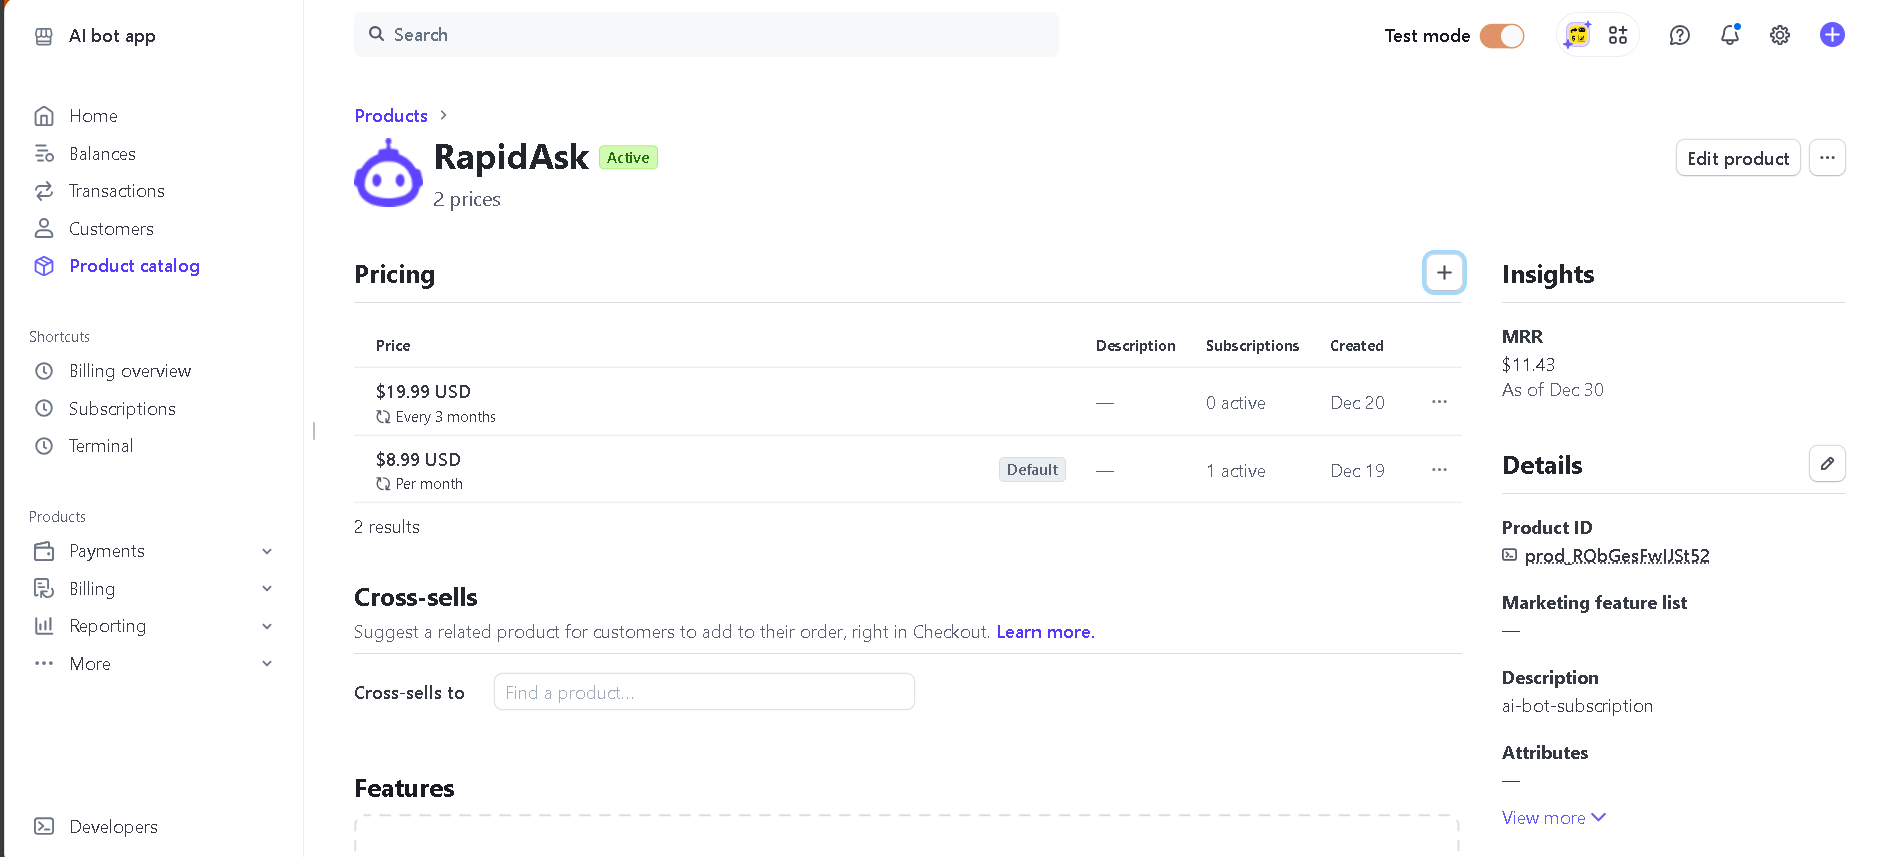 AI bot app
Search
Test mode
Home
Balances
Transactions
Customers
Product catalog
Shortcuts
Billing overview
Subscriptions
Terminal
Products
Payments
Billing
Reporting
More
Developers
Products
RapidAsk Active
2 prices
Edit product
Pricing
Price Description Subscriptions Created
$19.99 USD — 0 active Dec 20
Every 3 months
$8.99 USD Default — 1 active Dec 19
Per month
2 results
Cross-sells
Suggest a related product for customers to add to their order, right in Checkout. Learn more.
Cross-sells to Find a product...
Features
Insights
MRR
$11.43
As of Dec 30
Details
Product ID
prod_RQbGesFwIJSt52
Marketing feature list
—
Description
ai-bot-subscription
Attributes
—
View more